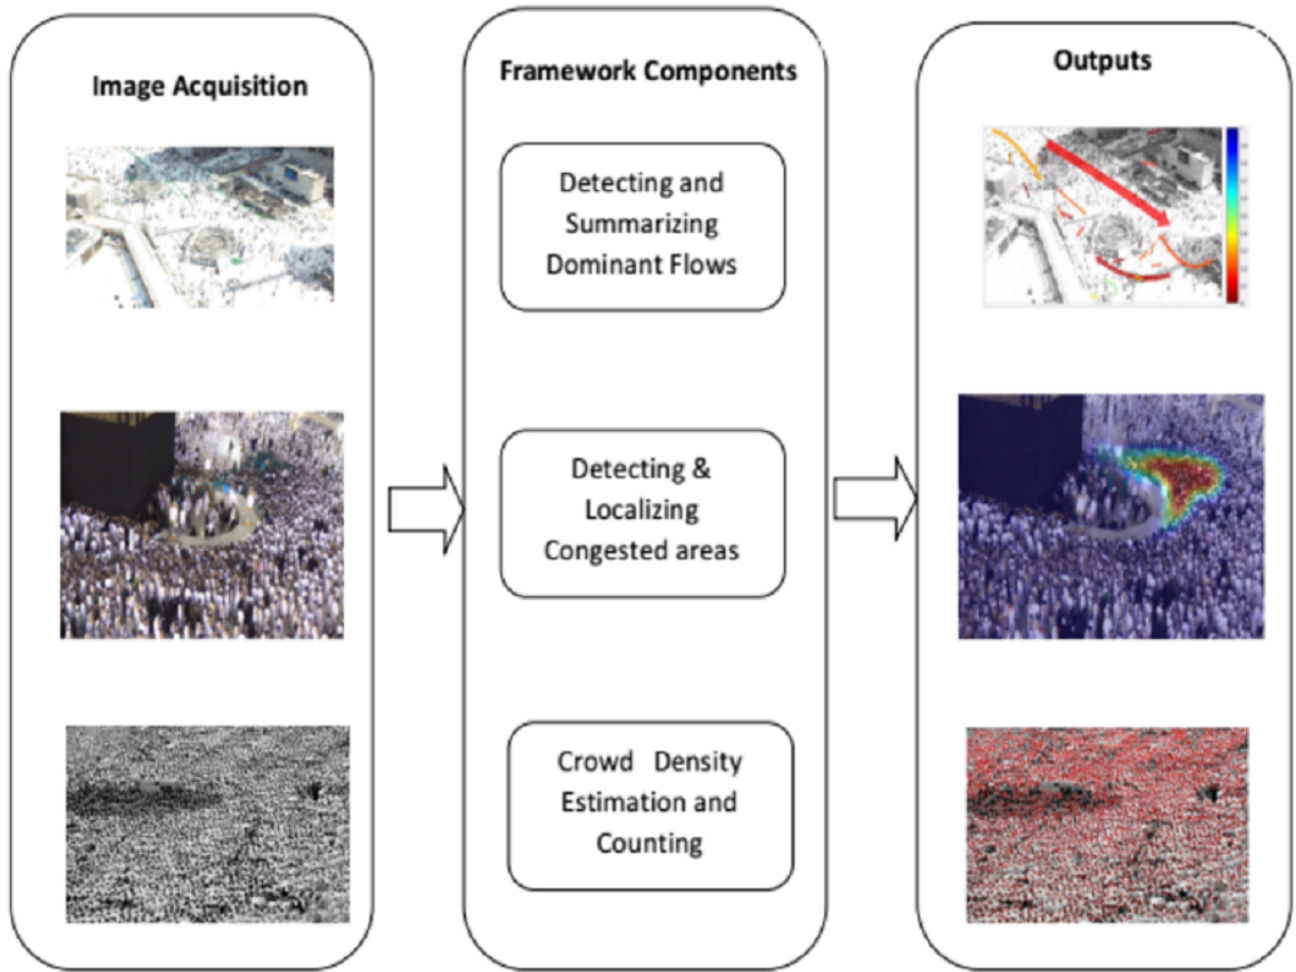 Image Acquisition
Framework Components
Detecting and
Summarizing
Dominant Flows
Detecting &
Localizing
Congested areas
Crowd Density
Estimation and
Counting
Outputs